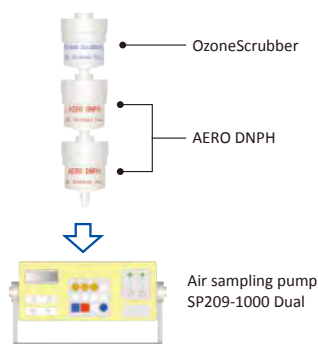 OzoneScrubber
AERO DNPH
AERO DNPH
AERO DNPH
Air sampling pump
SP209-1000 Dual